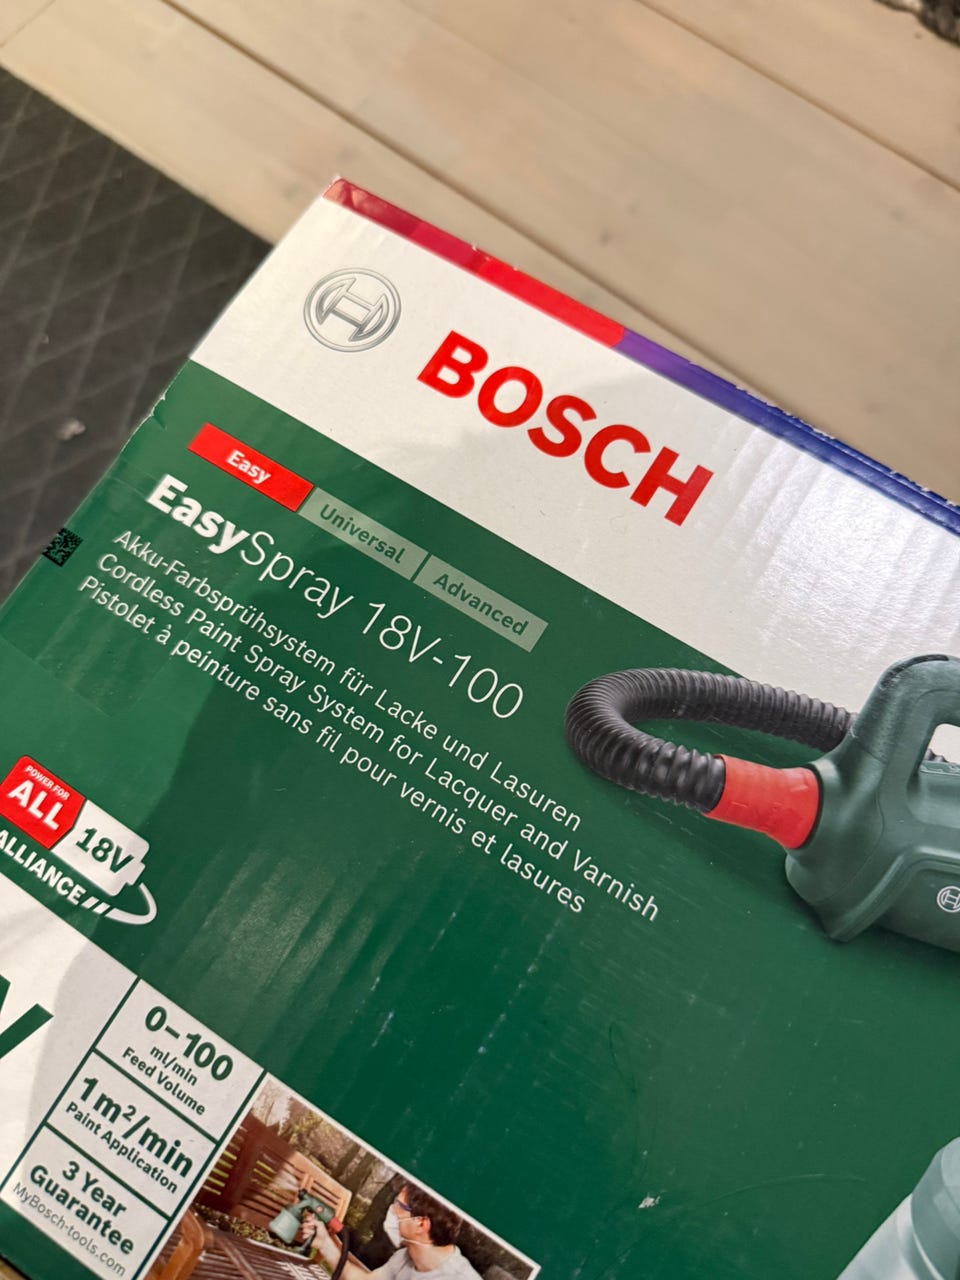 BOSCH
Easy
Universal
Advanced
EasySpray 18V-100
Akku-Farbsprühsystem für Lacke und Lasuren
Cordless Paint Spray System for Lacquer and Varnish
Pistolet à peinture sans fil pour vernis et lasures
POWER FOR
ALL
18V
ALLIANCE
0–100
ml/min
Feed Volume
1 m²/min
Paint Application
3 Year
Guarantee
MyBosch-tools.com